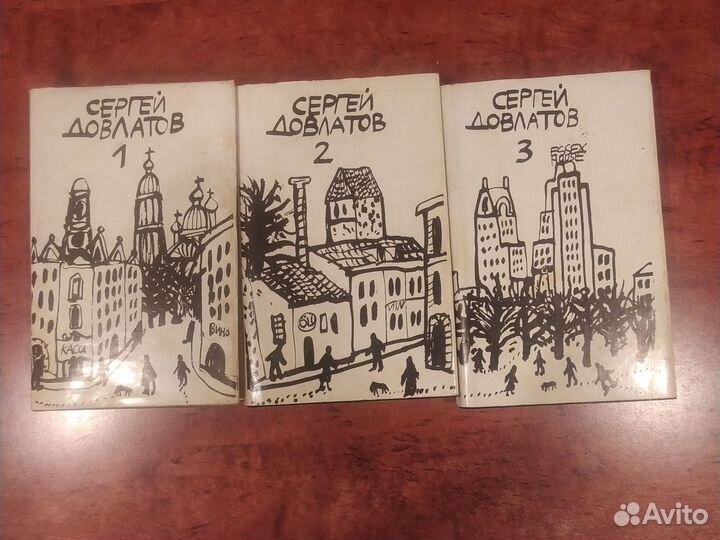 СЕРГЕЙ
ДОВЛАТОВ
1
КАССА
ВИНО
СЕРГЕЙ
ДОВЛАТОВ
2
СЕРГЕЙ
ДОВЛАТОВ
3
ESSEX
HOUSE
Avito